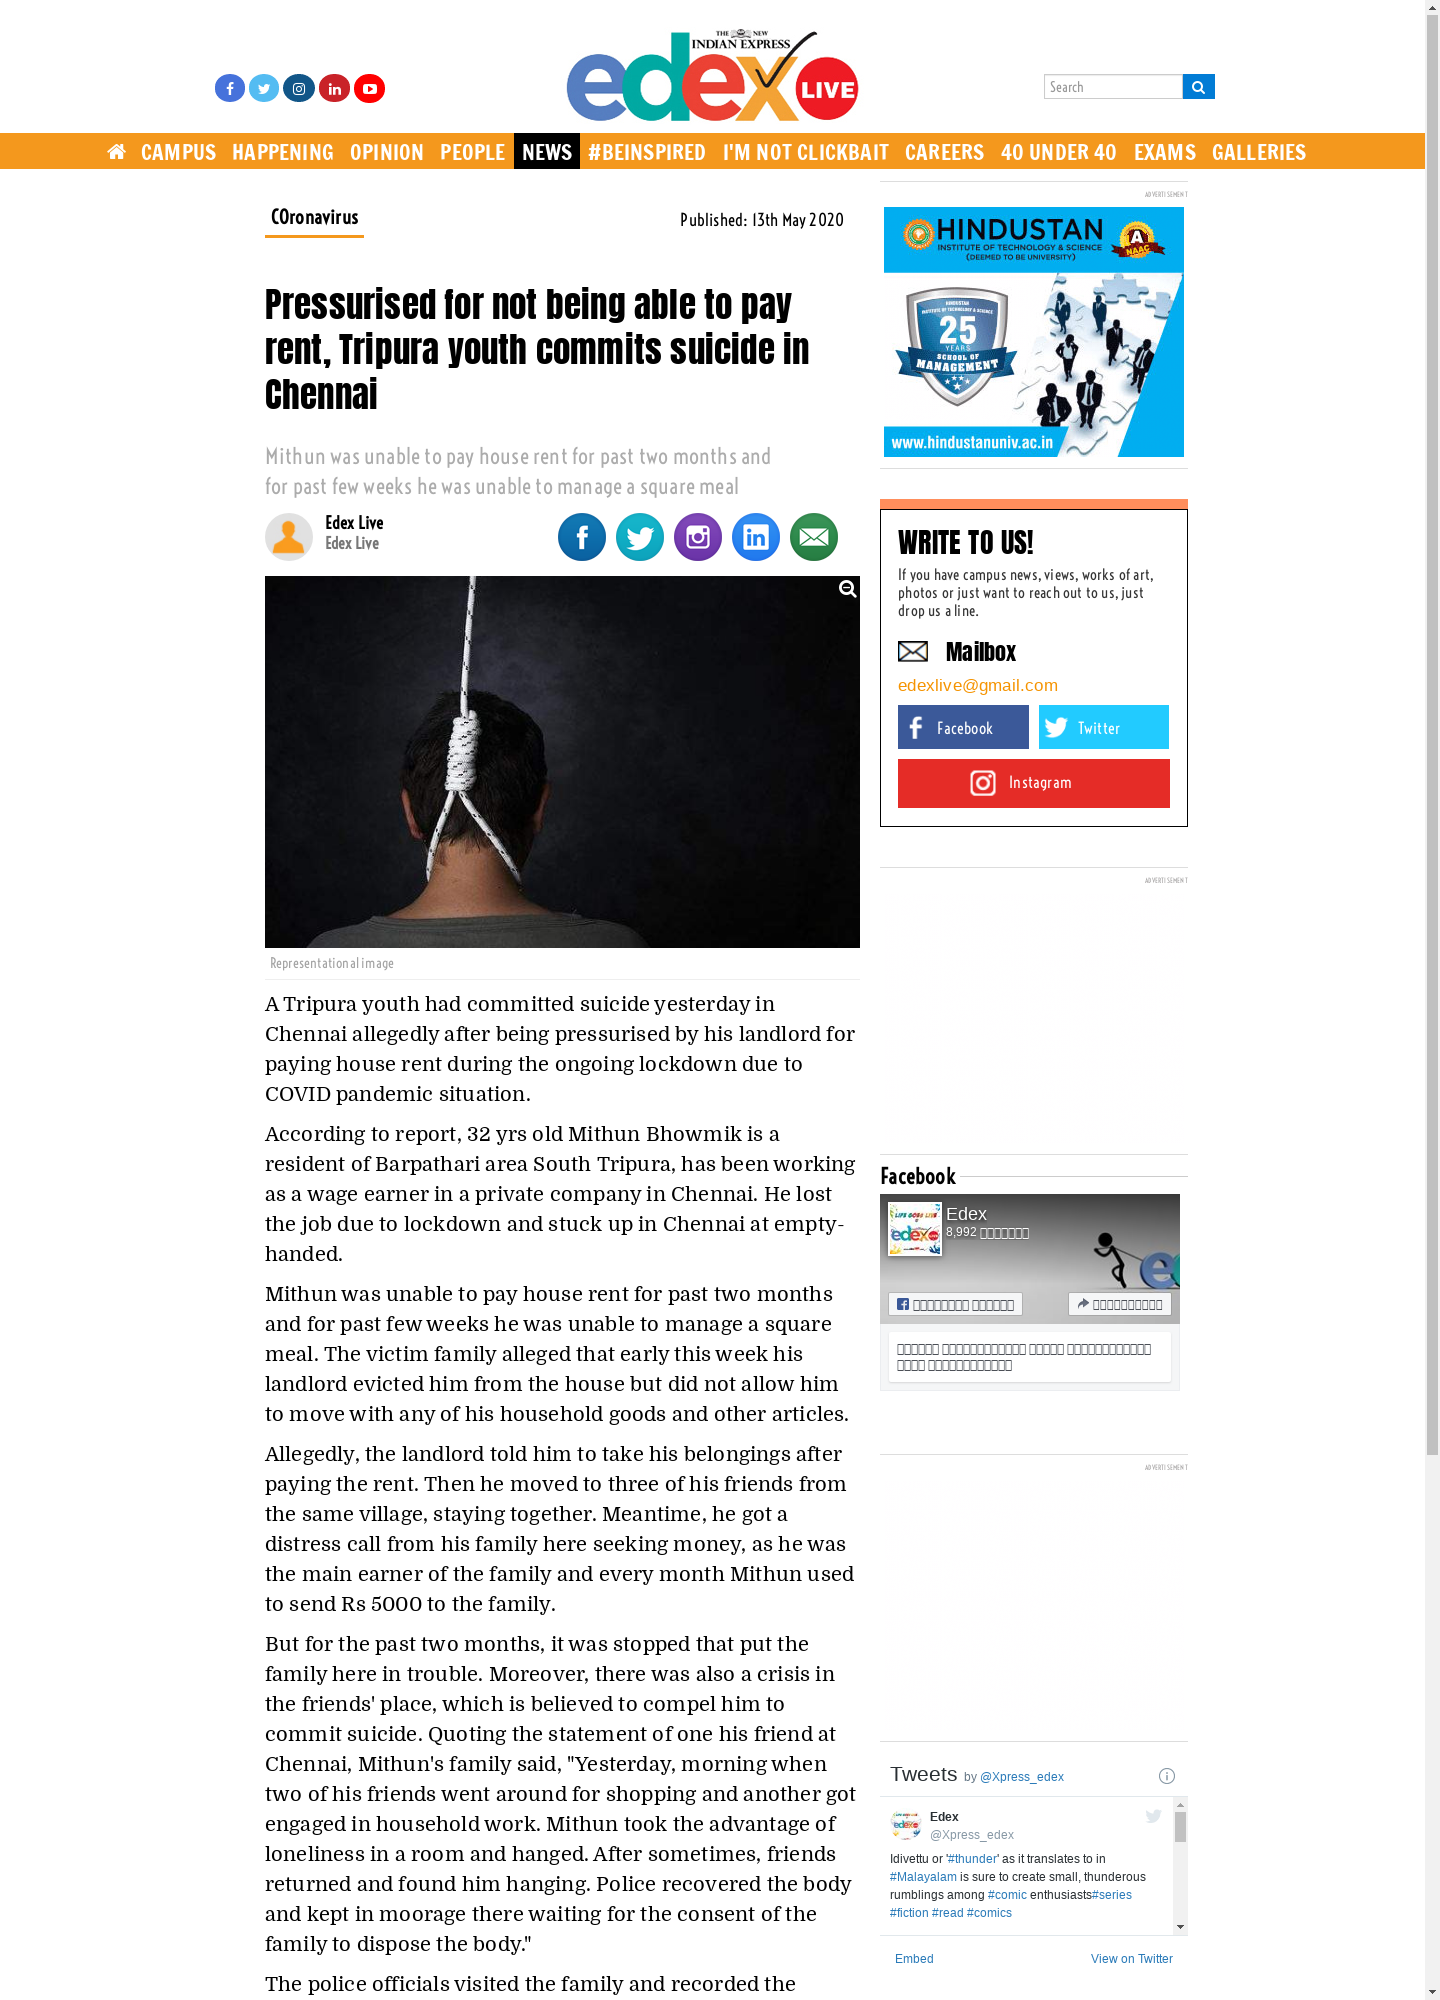 THE NEW
INDIAN EXPRESS
edex LIVE
Search
CAMPUS HAPPENING OPINION PEOPLE NEWS #BEINSPIRED I'M NOT CLICKBAIT CAREERS 40 UNDER 40 EXAMS GALLERIES
COronavirus
Published: 13th May 2020
Pressurised for not being able to pay
rent, Tripura youth commits suicide in
Chennai
Mithun was unable to pay house rent for past two months and
for past few weeks he was unable to manage a square meal
Edex Live
Edex Live
Representational image
A Tripura youth had committed suicide yesterday in
Chennai allegedly after being pressurised by his landlord for
paying house rent during the ongoing lockdown due to
COVID pandemic situation.
According to report, 32 yrs old Mithun Bhowmik is a
resident of Barpathari area South Tripura, has been working
as a wage earner in a private company in Chennai. He lost
the job due to lockdown and stuck up in Chennai at empty-
handed.
Mithun was unable to pay house rent for past two months
and for past few weeks he was unable to manage a square
meal. The victim family alleged that early this week his
landlord evicted him from the house but did not allow him
to move with any of his household goods and other articles.
Allegedly, the landlord told him to take his belongings after
paying the rent. Then he moved to three of his friends from
the same village, staying together. Meantime, he got a
distress call from his family here seeking money, as he was
the main earner of the family and every month Mithun used
to send Rs 5000 to the family.
But for the past two months, it was stopped that put the
family here in trouble. Moreover, there was also a crisis in
the friends' place, which is believed to compel him to
commit suicide. Quoting the statement of one his friend at
Chennai, Mithun's family said, "Yesterday, morning when
two of his friends went around for shopping and another got
engaged in household work. Mithun took the advantage of
loneliness in a room and hanged. After sometimes, friends
returned and found him hanging. Police recovered the body
and kept in moorage there waiting for the consent of the
family to dispose the body."
The police officials visited the family and recorded the
ADVERTISEMENT
HINDUSTAN
INSTITUTE OF TECHNOLOGY & SCIENCE
(DEEMED TO BE UNIVERSITY)
A
NAAC
HINDUSTAN
INSTITUTE OF TECHNOLOGY & SCIENCE
25
YEARS
SCHOOL OF
MANAGEMENT
www.hindustanuniv.ac.in
WRITE TO US!
If you have campus news, views, works of art,
photos or just want to reach out to us, just
drop us a line.
Mailbox
edexlive@gmail.com
Facebook
Twitter
Instagram
ADVERTISEMENT
Facebook
LIFE GOES LIVE
edex LIVE
Edex
8,992
ADVERTISEMENT
Tweets by @Xpress_edex
Edex
@Xpress_edex
Idivettu or '#thunder' as it translates to in
#Malayalam is sure to create small, thunderous
rumblings among #comic enthusiasts#series
#fiction #read #comics
Embed
View on Twitter